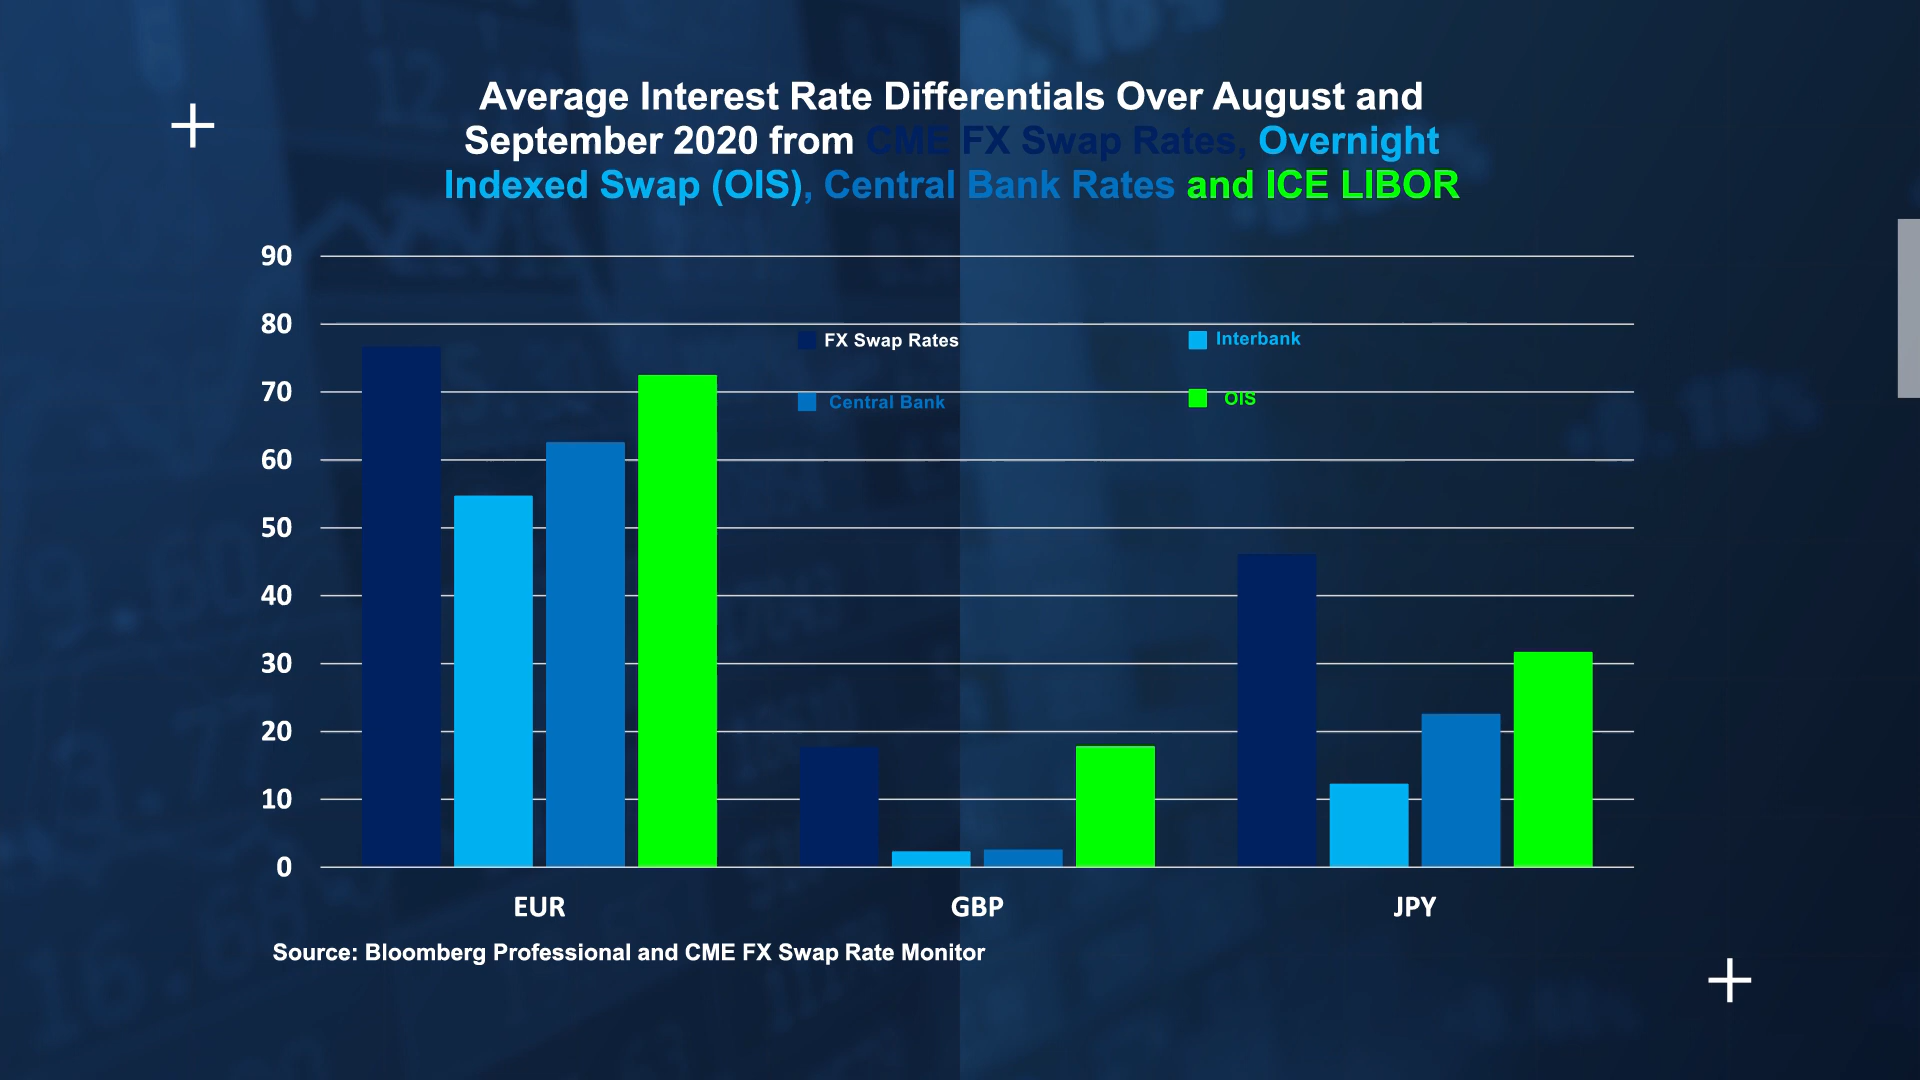 Average Interest Rate Differentials Over August and
September 2020 from CME FX Swap Rates, Overnight
Indexed Swap (OIS), Central Bank Rates and ICE LIBOR
90
80
FX Swap Rates Interbank
70
Central Bank OIS
60
50
40
30
20
10
0
EUR GBP JPY
Source: Bloomberg Professional and CME FX Swap Rate Monitor